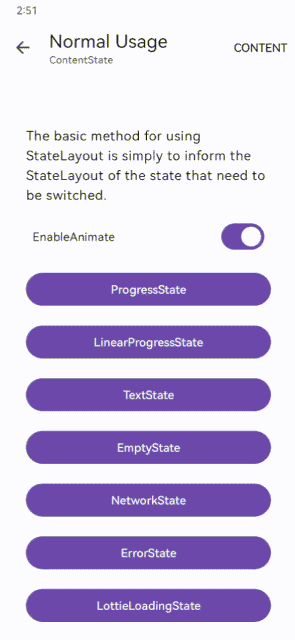 2:51
Normal Usage
ContentState
CONTENT
The basic method for using
StateLayout is simply to inform the
StateLayout of the state that need to
be switched.
EnableAnimate
ProgressState
LinearProgressState
TextState
EmptyState
NetworkState
ErrorState
LottieLoadingState